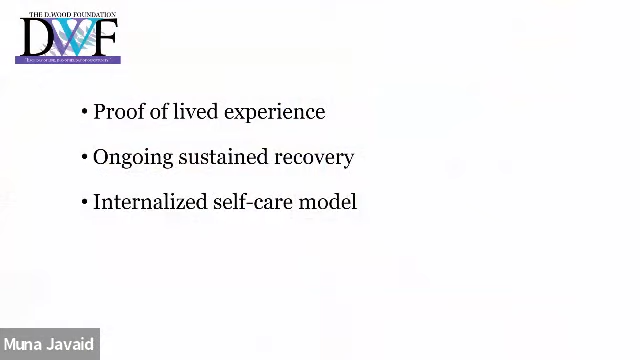 THE D.WOOD FOUNDATION
DWF
• Proof of lived experience
• Ongoing sustained recovery
• Internalized self-care model
Muna Javaid